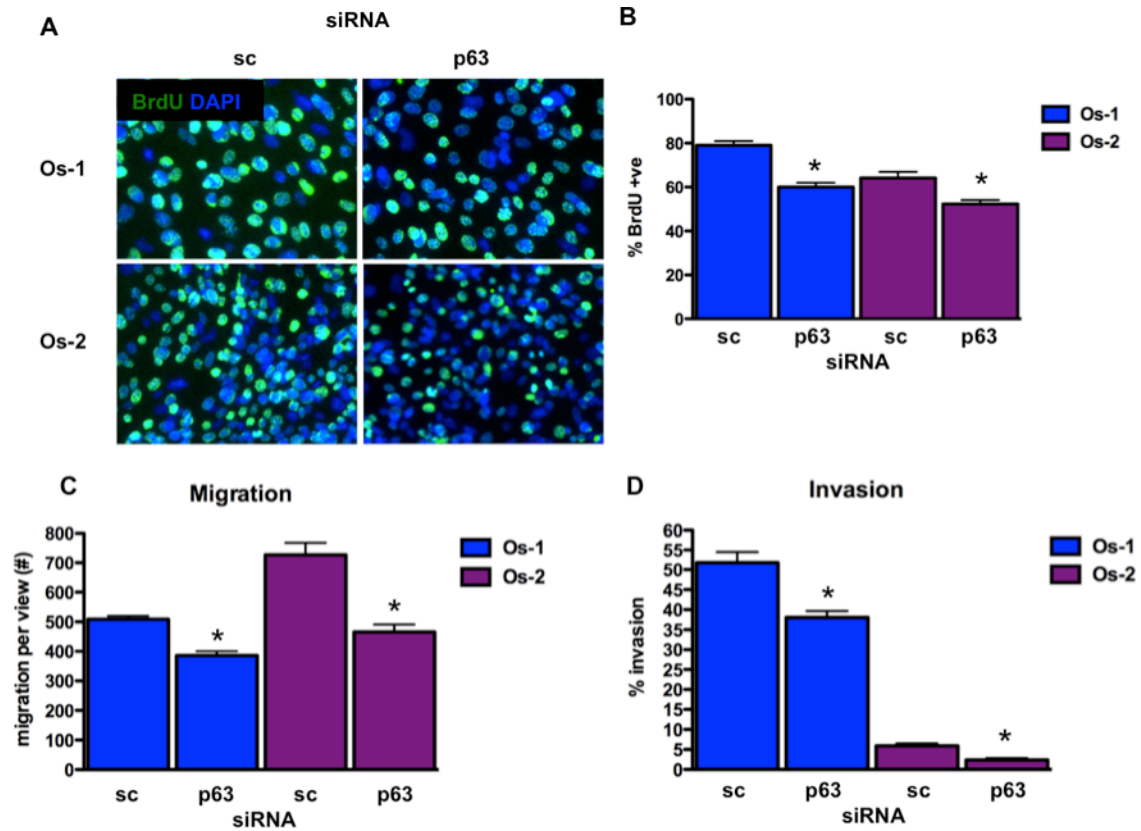 A
siRNA
sc p63
BrdU DAPI
Os-1
Os-2
B
% BrdU +ve
100
80
60
40
20
0
* *
sc p63 sc p63
siRNA
Os-1
Os-2
C
Migration
migration per view (#)
800
700
600
500
400
300
200
100
0
* *
sc p63 sc p63
siRNA
Os-1
Os-2
D
Invasion
% invasion
60
55
50
45
40
35
30
25
20
15
10
5
0
* *
sc p63 sc p63
siRNA
Os-1
Os-2